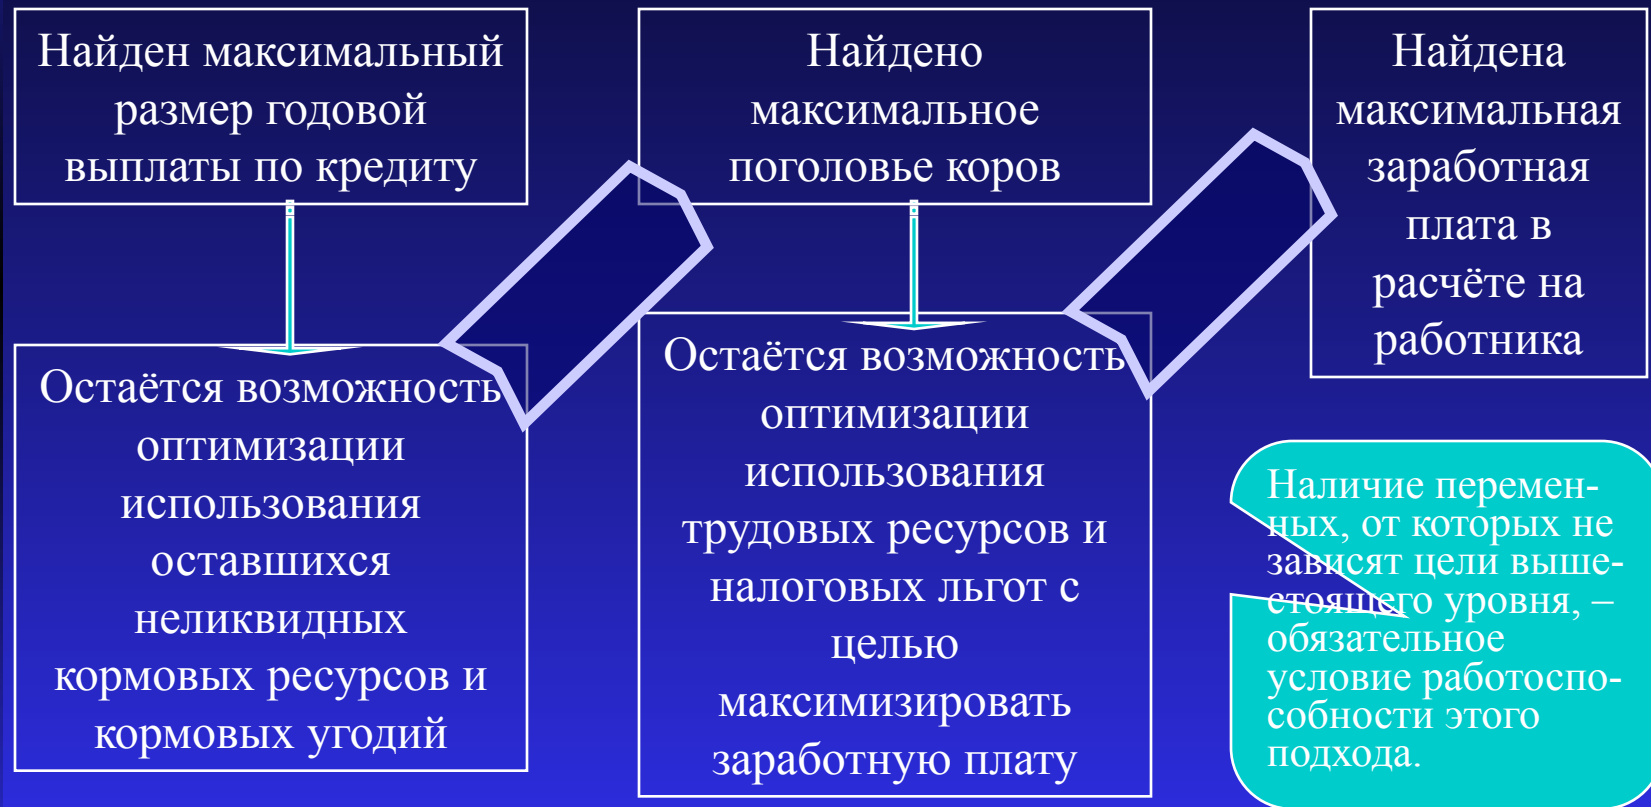 Найден максимальный
размер годовой
выплаты по кредиту
Остаётся возможность
оптимизации
использования
оставшихся
неликвидных
кормовых ресурсов и
кормовых угодий
Найдено
максимальное
поголовье коров
Остаётся возможность
оптимизации
использования
трудовых ресурсов и
налоговых льгот с
целью
максимизировать
заработную плату
Найдена
максимальная
заработная
плата в
расчёте на
работника
Наличие перемен-
ных, от которых не
зависят цели выше-
стоящего уровня, –
обязательное
условие работоспо-
собности этого
подхода.